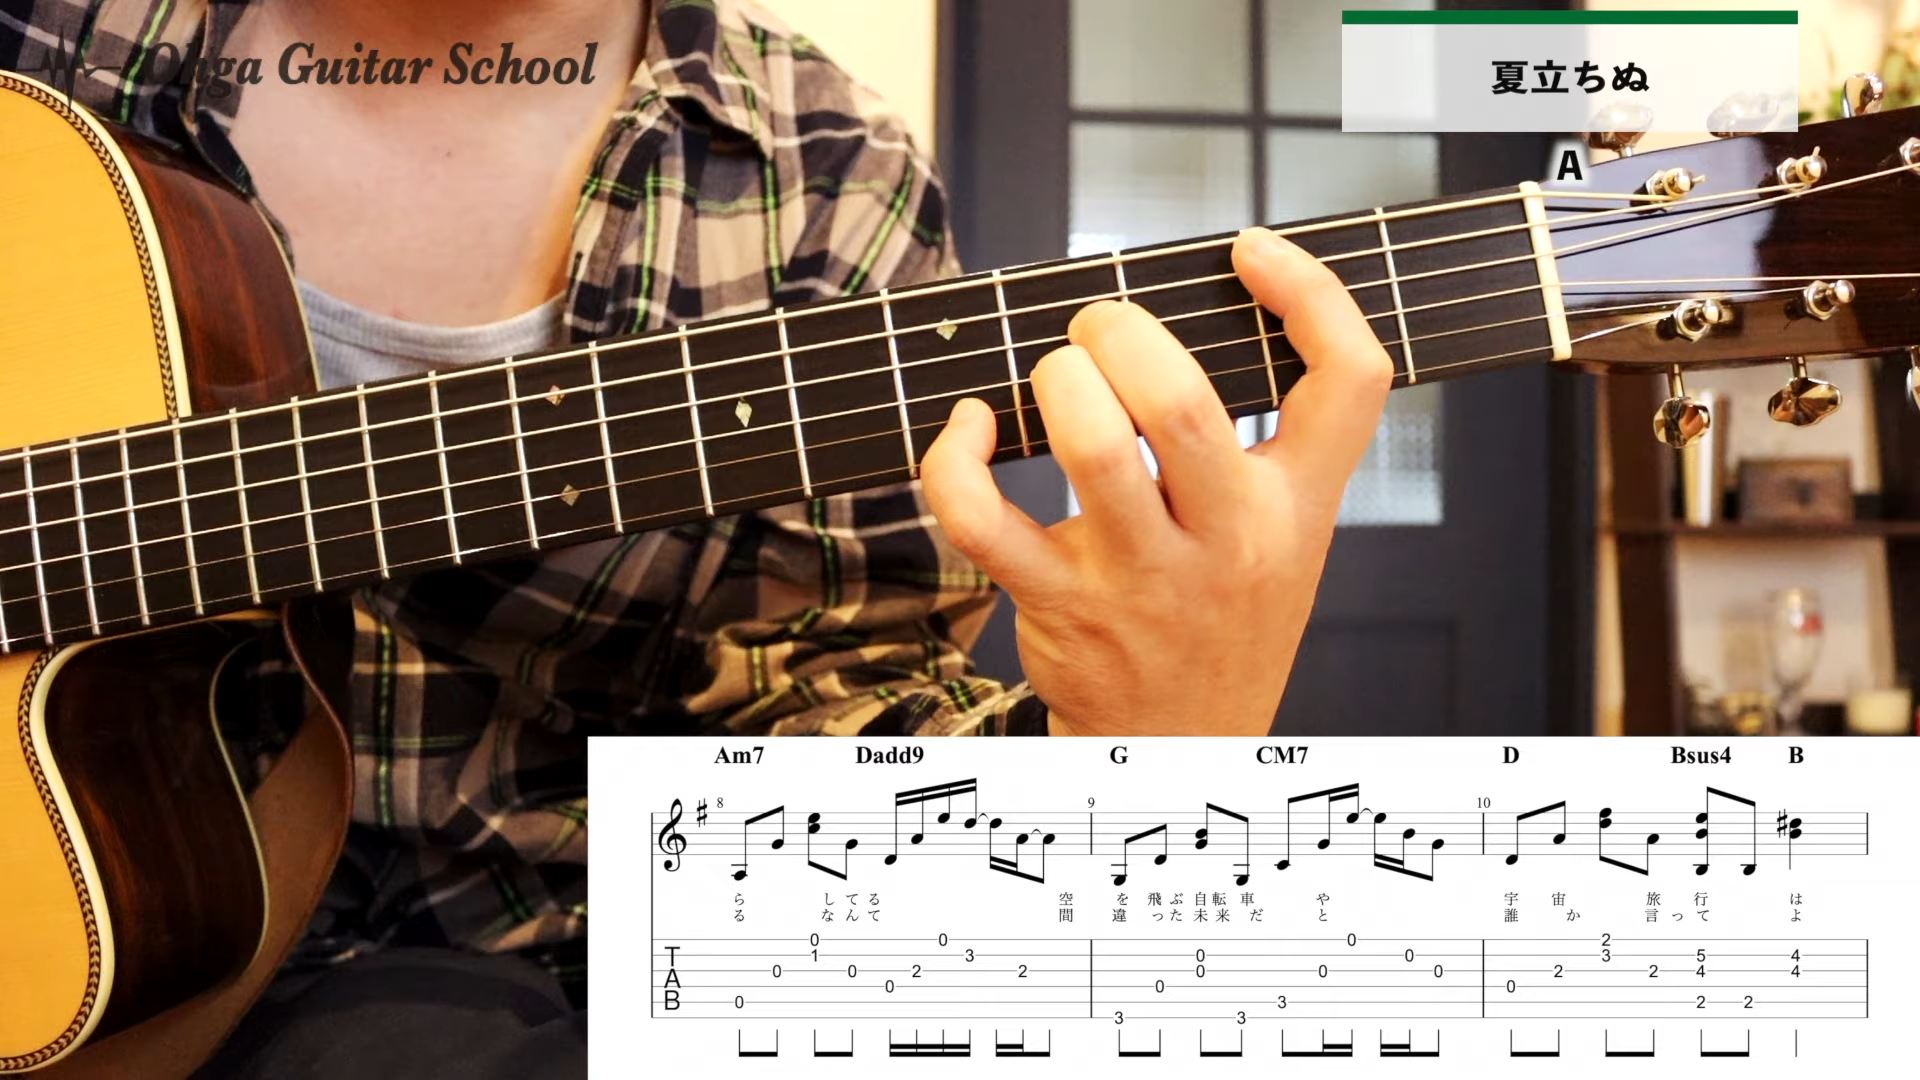 Ohga Guitar School
夏立ちぬ
A
Am7 Dadd9 G CM7 D Bsus4 B
8 9 10
ら してる 空 を 飛ぶ 自転 車 や 宇 宙 旅 行 は
る なんて 間 違 った 未来 だ と 誰 か 言 って よ
0 0 0 2
T 1 3 0 0 3 5 4
A 0 0 2 2 0 0 0 2 2 4 4
0 0 0
B 0 3 2 2
3 3